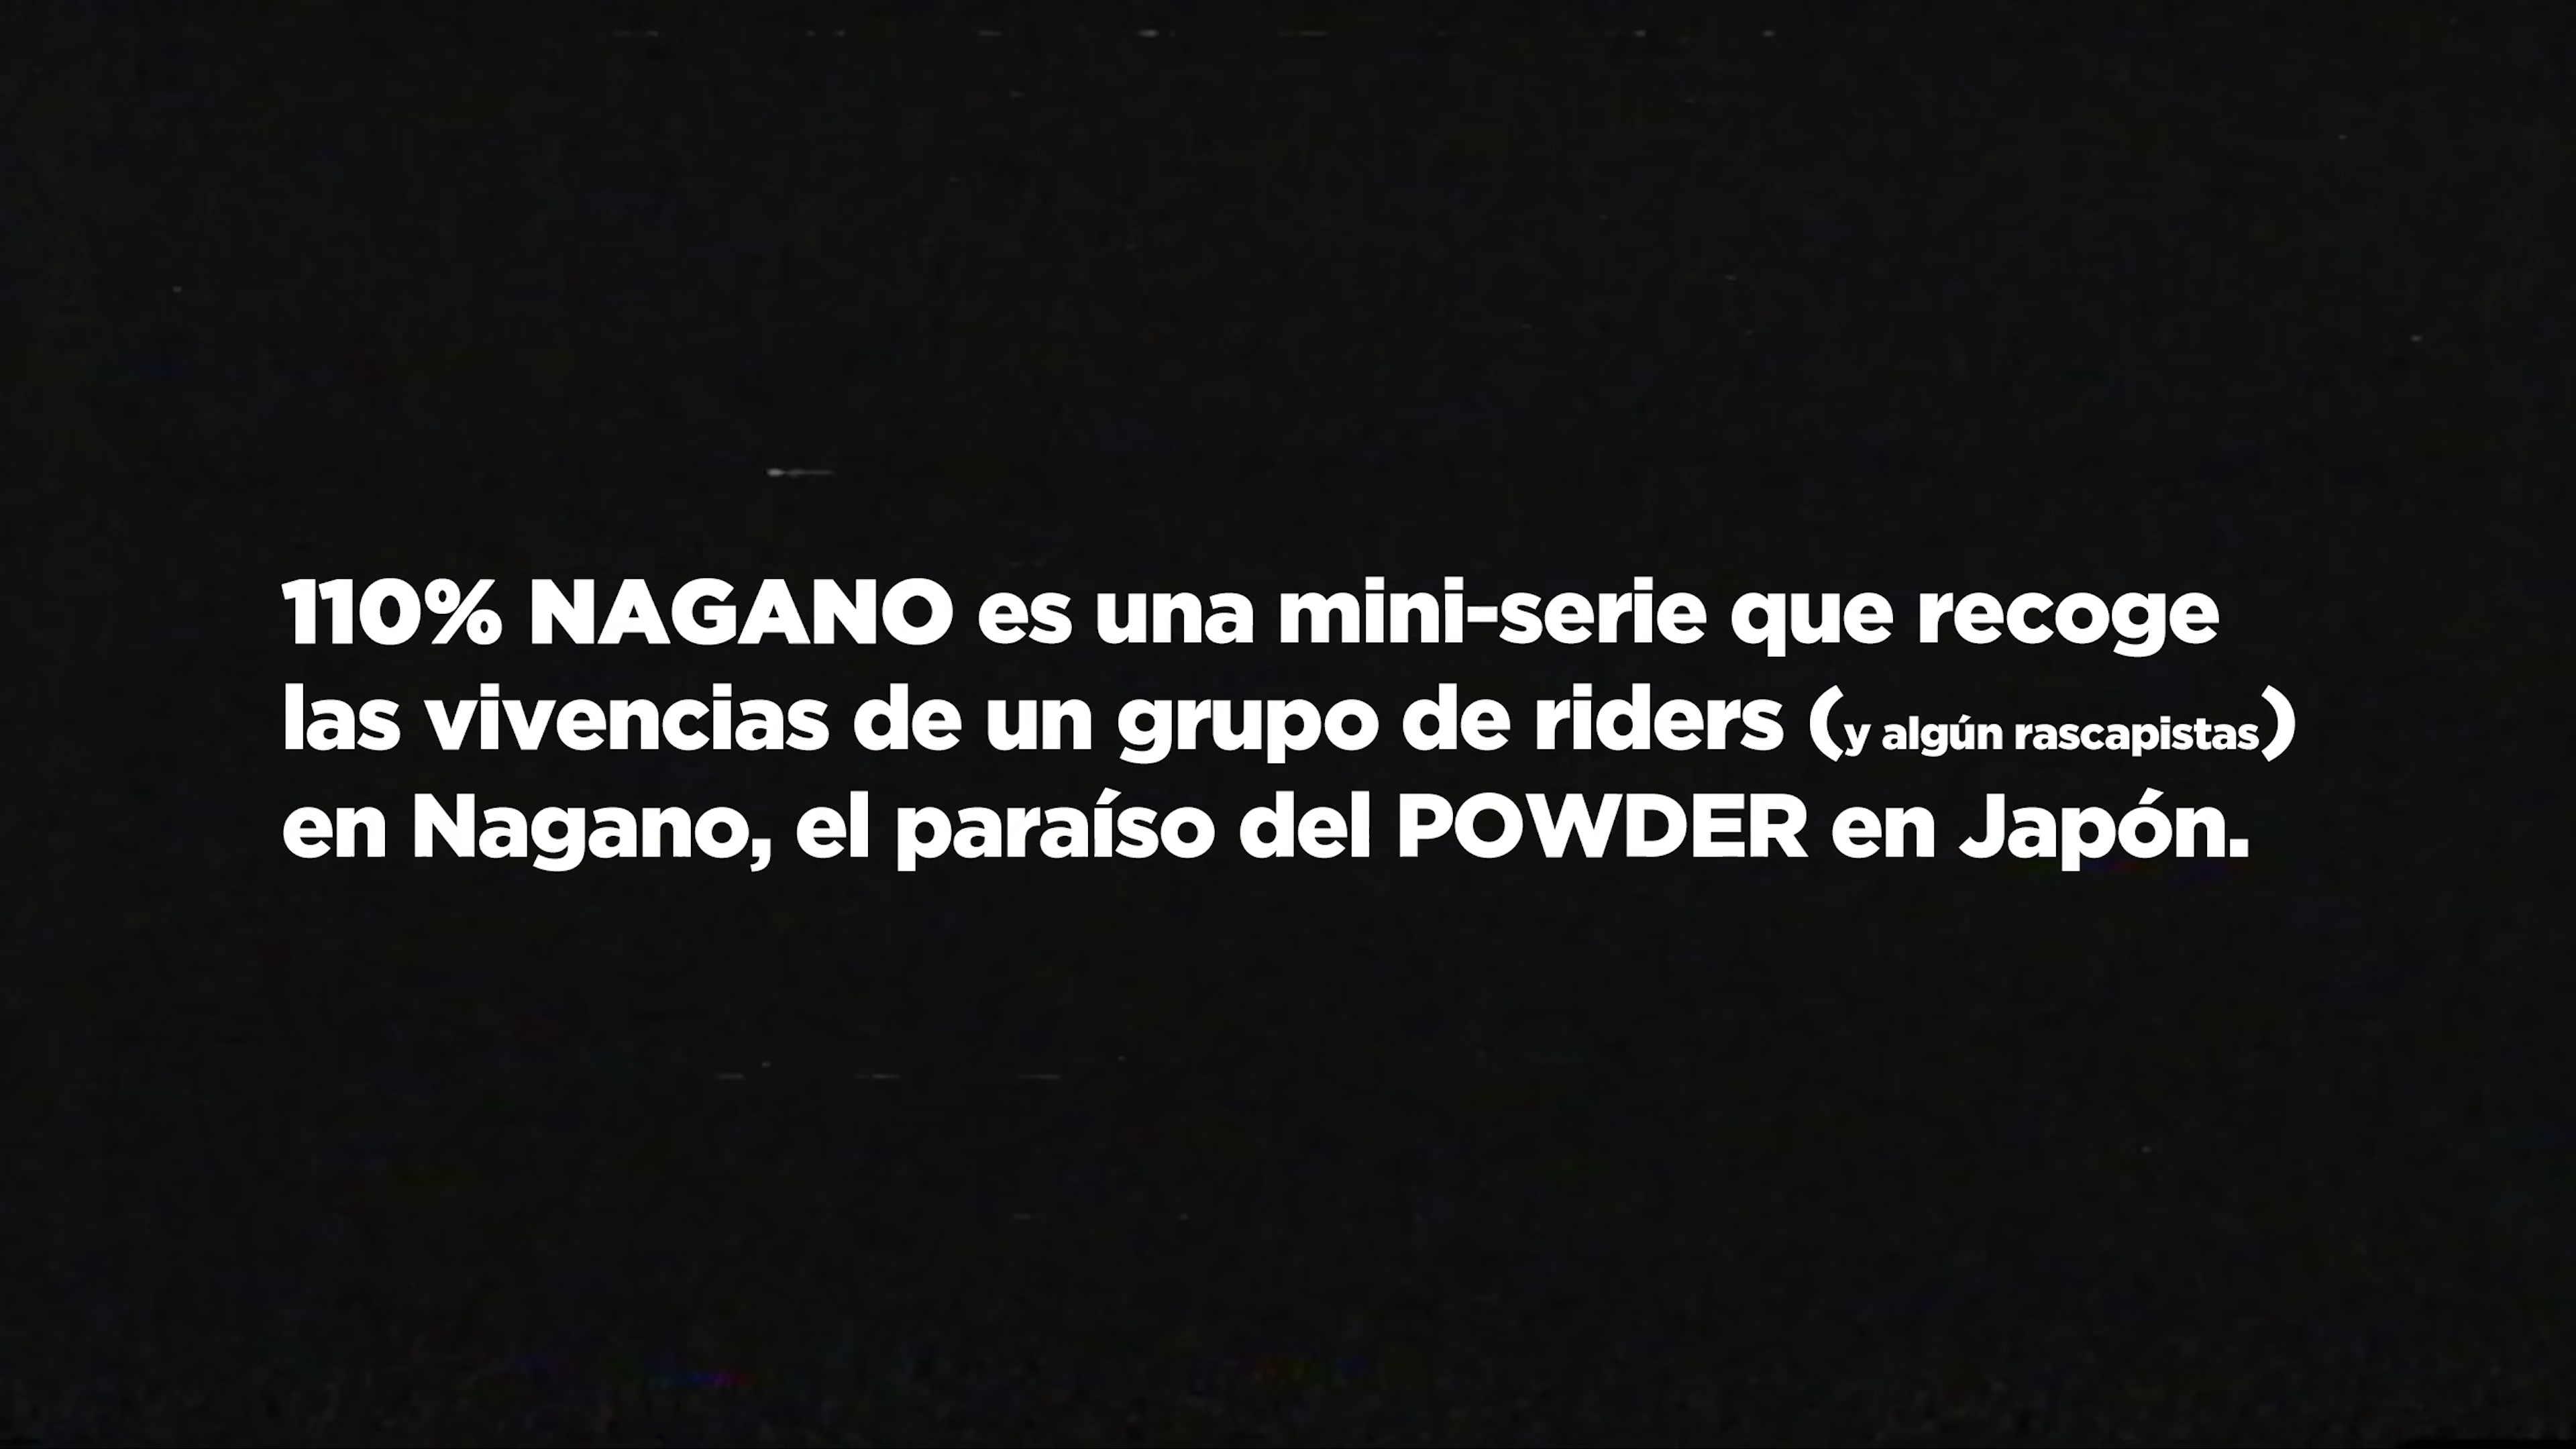 110% NAGANO es una mini-serie que recoge
las vivencias de un grupo de riders (y algún rascapistas)
en Nagano, el paraíso del POWDER en Japón.